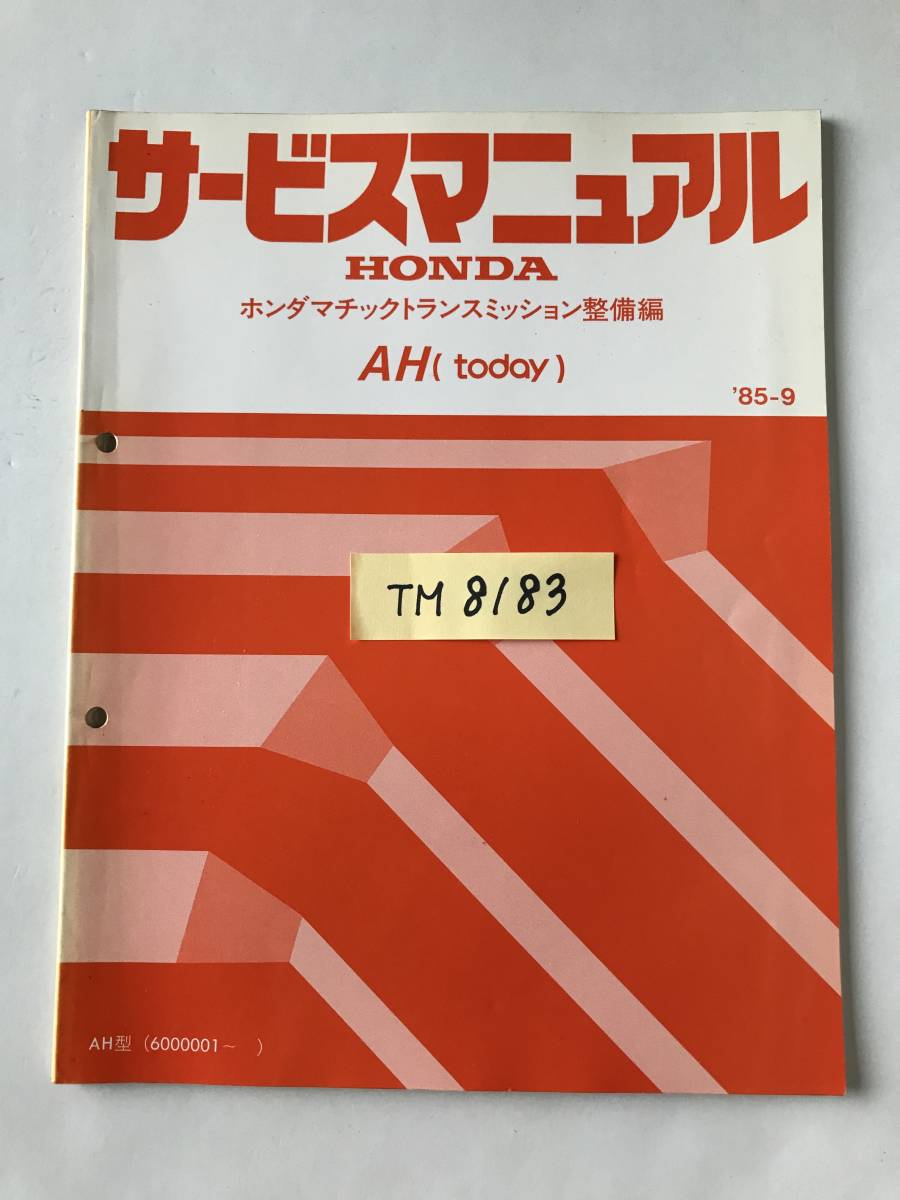 サービスマニュアル
HONDA
ホンダマチックトランスミッション整備編
AH( today )
'85-9
TM 8183
AH型 (6000001~ )